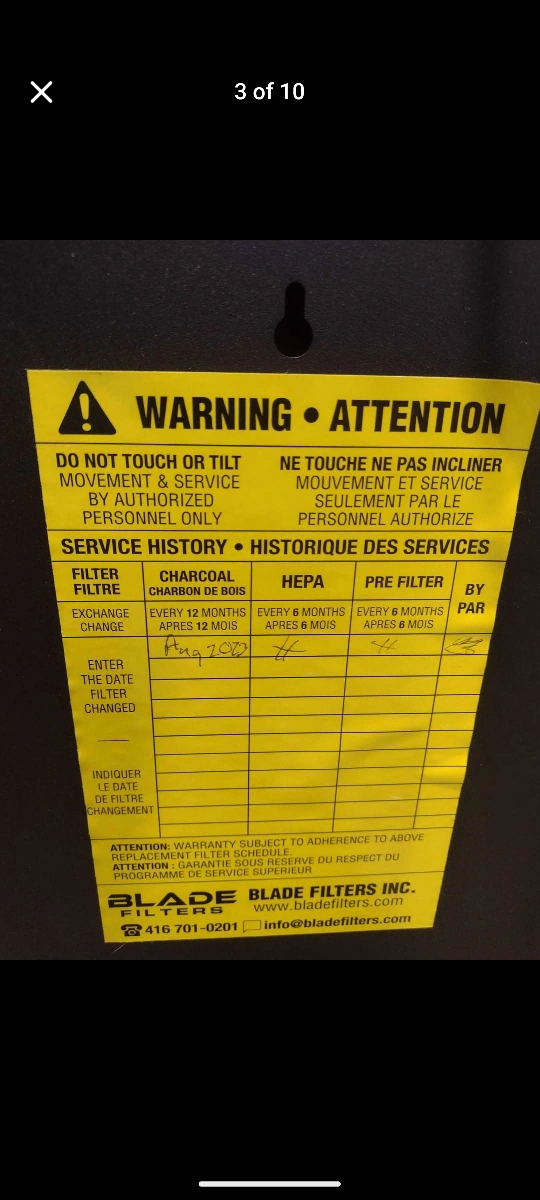 3 of 10
WARNING • ATTENTION
DO NOT TOUCH OR TILT
MOVEMENT & SERVICE
BY AUTHORIZED
PERSONNEL ONLY
NE TOUCHE NE PAS INCLINER
MOUVEMENT ET SERVICE
SEULEMENT PAR LE
PERSONNEL AUTHORIZE
SERVICE HISTORY • HISTORIQUE DES SERVICES
FILTER
FILTRE
CHARCOAL
CHARBON DE BOIS
HEPA
PRE FILTER
BY
PAR
EXCHANGE
CHANGE
EVERY 12 MONTHS
APRES 12 MOIS
EVERY 6 MONTHS
APRES 6 MOIS
EVERY 6 MONTHS
APRES 6 MOIS
ENTER
THE DATE
FILTER
CHANGED
Aug
INDIQUER
LE DATE
DE FILTRE
CHANGEMENT
ATTENTION: WARRANTY SUBJECT TO ADHERENCE TO ABOVE
REPLACEMENT FILTER SCHEDULE.
ATTENTION : GARANTIE SOUS RESERVE DU RESPECT DU
PROGRAMME DE SERVICE SUPERIEUR
BLADE
FILTERS
BLADE FILTERS INC.
www.bladefilters.com
416 701-0201
info@bladefilters.com